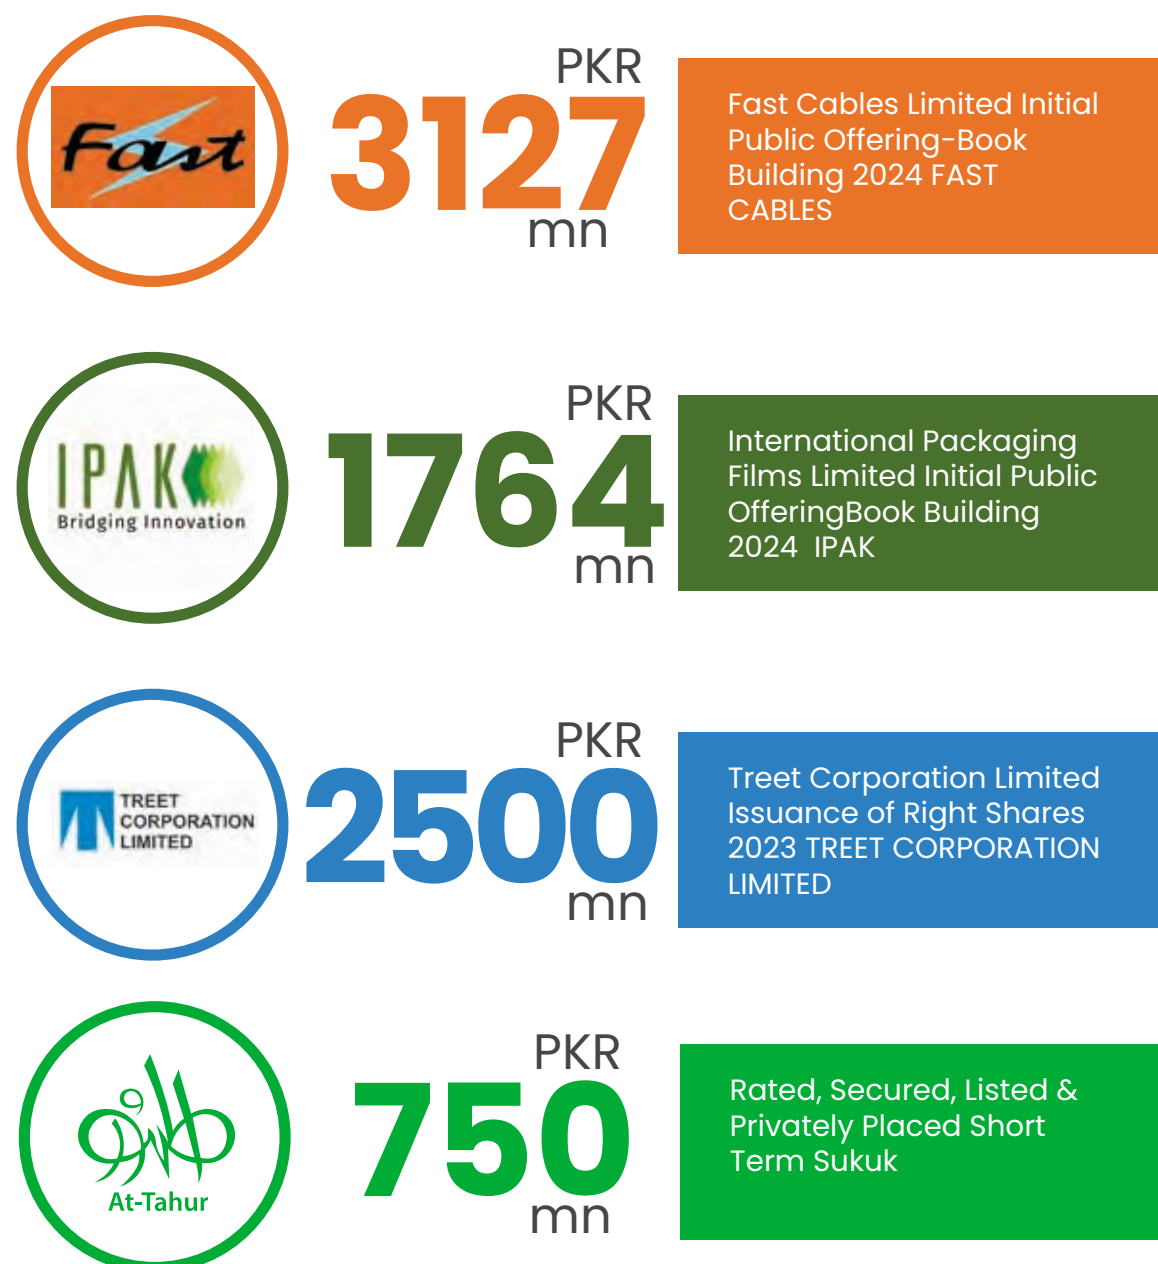 Fast
PKR
3127
mn
Fast Cables Limited Initial
Public Offering-Book
Building 2024 FAST
CABLES
IPAK
Bridging Innovation
PKR
1764
mn
International Packaging
Films Limited Initial Public
OfferingBook Building
2024 IPAK
TREET
CORPORATION
LIMITED
PKR
2500
mn
Treet Corporation Limited
Issuance of Right Shares
2023 TREET CORPORATION
LIMITED
At-Tahur
PKR
750
mn
Rated, Secured, Listed &
Privately Placed Short
Term Sukuk